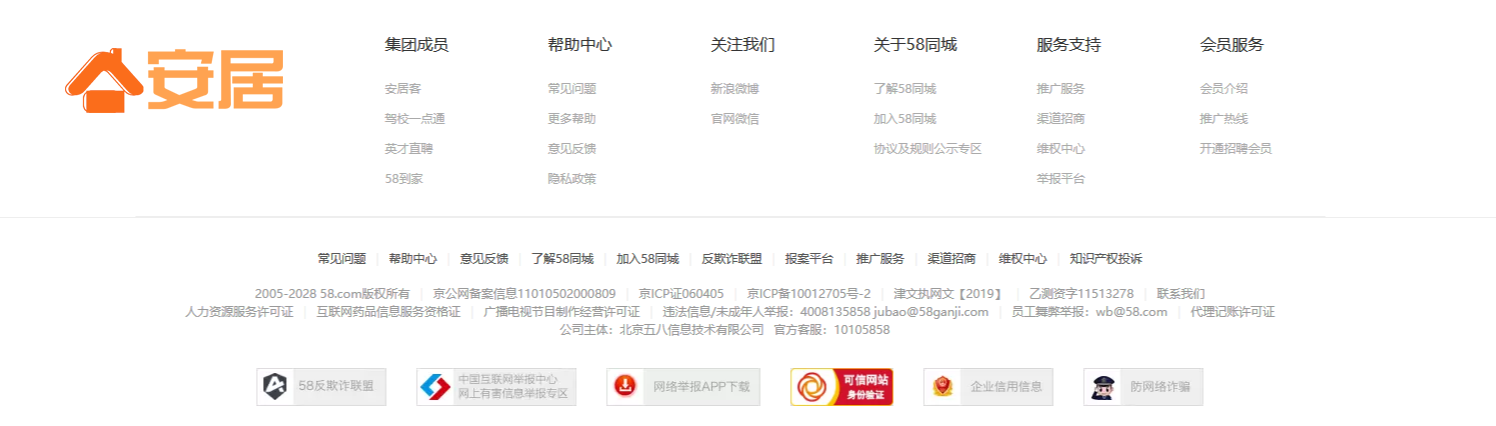 安居
集团成员
安居客
驾校一点通
英才直聘
58到家
帮助中心
常见问题
更多帮助
意见反馈
隐私政策
关注我们
新浪微博
官网微信
关于58同城
了解58同城
加入58同城
协议及规则公示专区
服务支持
推广服务
渠道招商
维权中心
举报平台
会员服务
会员介绍
推广热线
开通招聘会员
常见问题 | 帮助中心 | 意见反馈 | 了解58同城 | 加入58同城 | 反欺诈联盟 | 报案平台 | 推广服务 | 渠道招商 | 维权中心 | 知识产权投诉
2005-2028 58.com版权所有 | 京公网备案信息11010502000809 | 京ICP证060405 | 京ICP备10012705号-2 | 津文执网文【2019】 | 乙测资字11513278 | 联系我们
人力资源服务许可证 | 互联网药品信息服务资格证 | 广播电视节目制作经营许可证 | 违法信息/未成年人举报：4008135858 jubao@58ganji.com | 员工舞弊举报：wb@58.com | 代理记账许可证
公司主体：北京五八信息技术有限公司 官方客服：10105858
58反欺诈联盟
中国互联网举报中心
网上有害信息举报专区
网络举报APP下载
可信网站
身份验证
企业信用信息
防网络诈骗